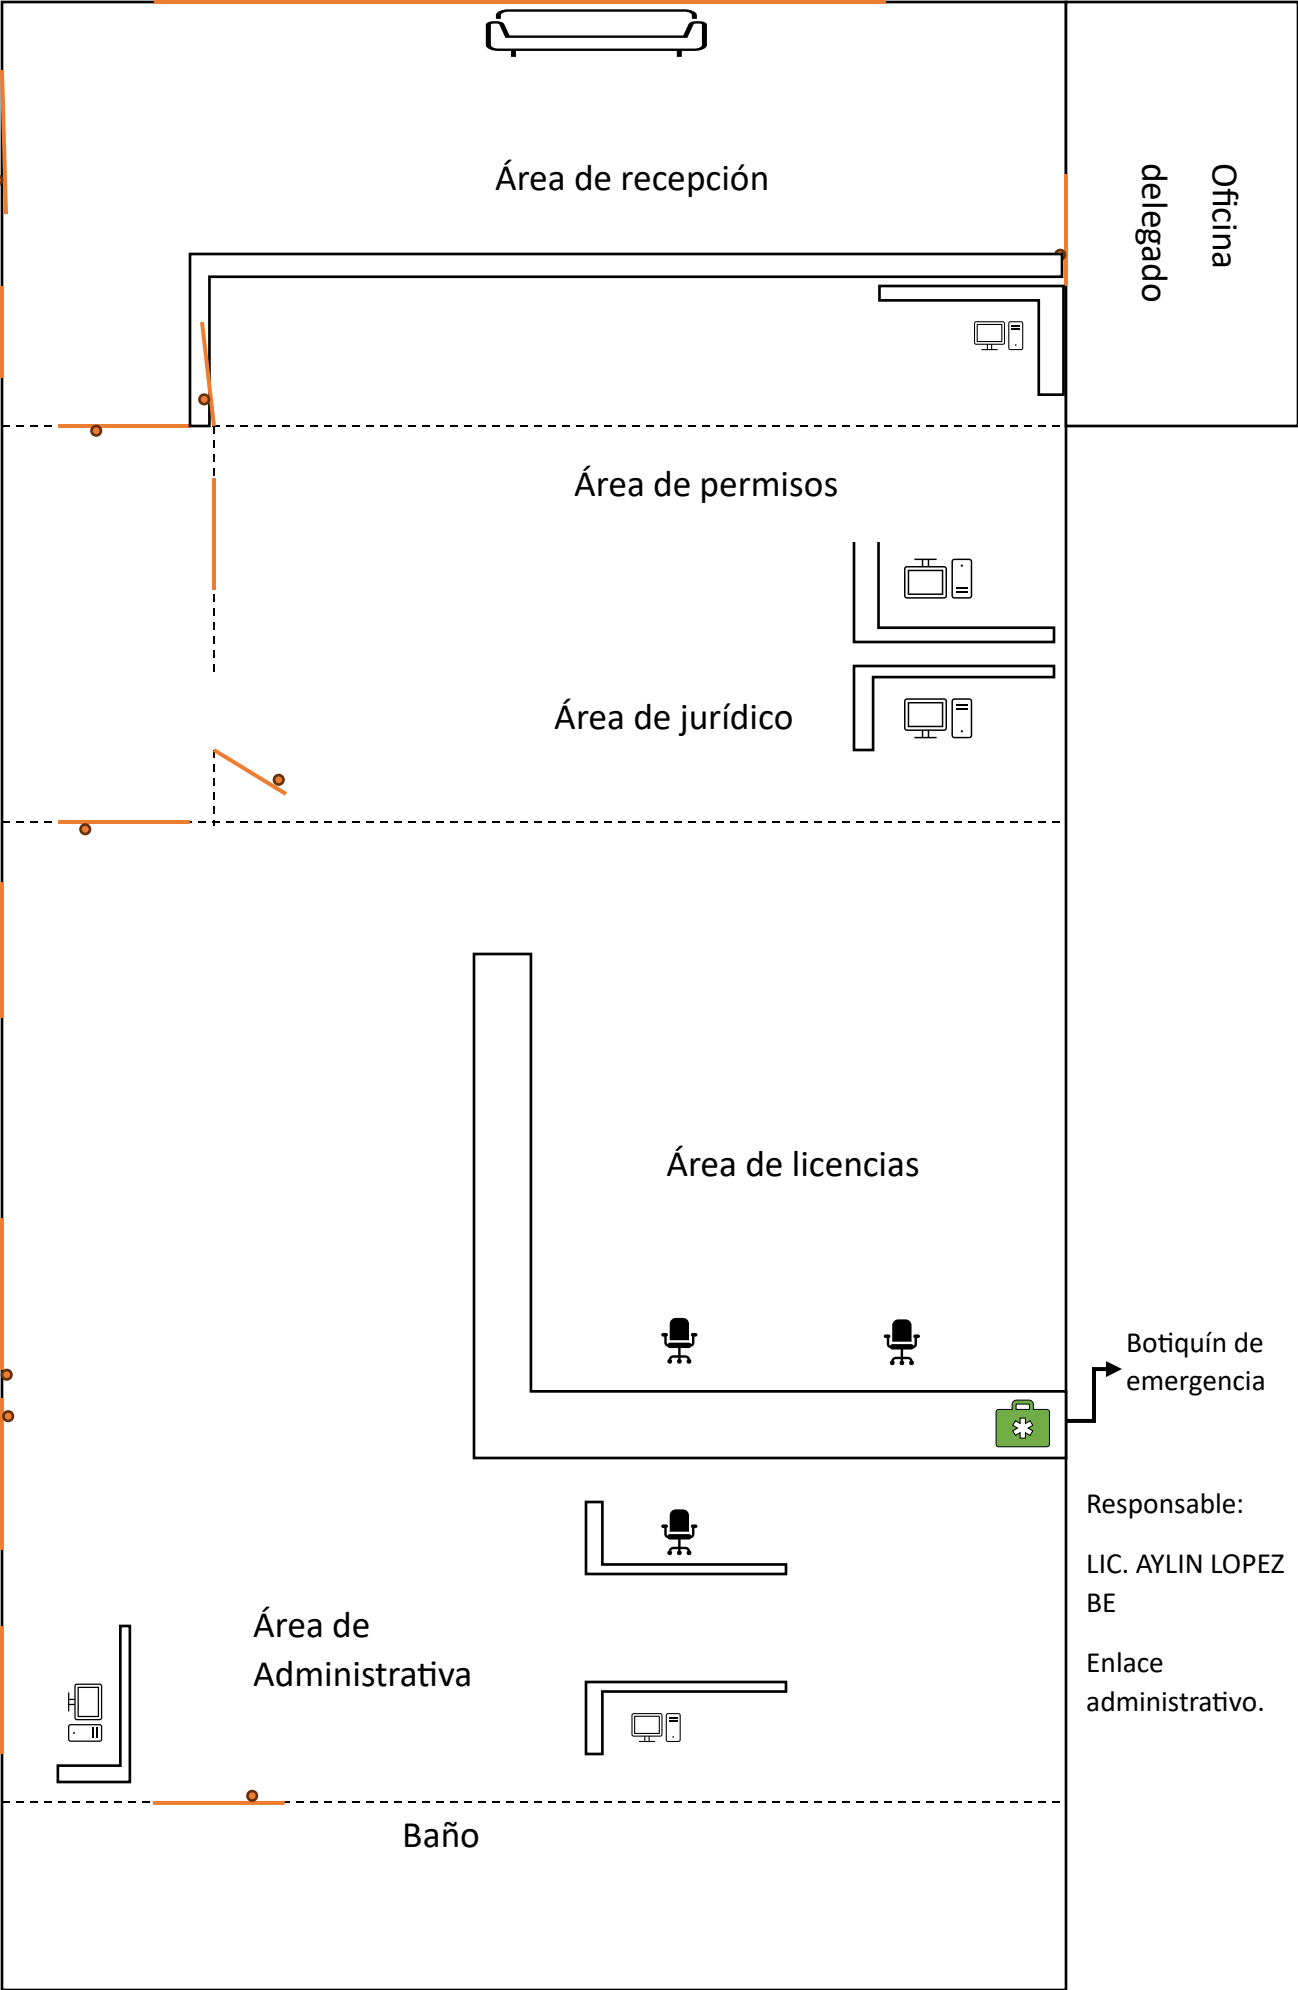 Área de recepción
Oficina
delegado
Área de permisos
Área de jurídico
Área de licencias
Botiquín de
emergencia
Responsable:
LIC. AYLIN LOPEZ
BE
Enlace
administrativo.
Área de
Administrativa
Baño